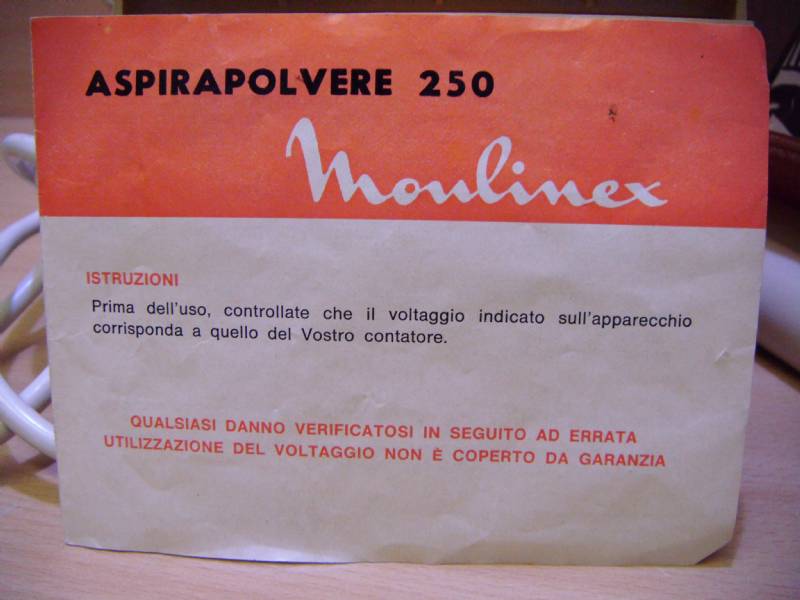 ASPIRAPOLVERE 250
Moulinex
ISTRUZIONI
Prima dell'uso, controllate che il voltaggio indicato sull'apparecchio
corrisponda a quello del Vostro contatore.
QUALSIASI DANNO VERIFICATOSI IN SEGUITO AD ERRATA
UTILIZZAZIONE DEL VOLTAGGIO NON È COPERTO DA GARANZIA